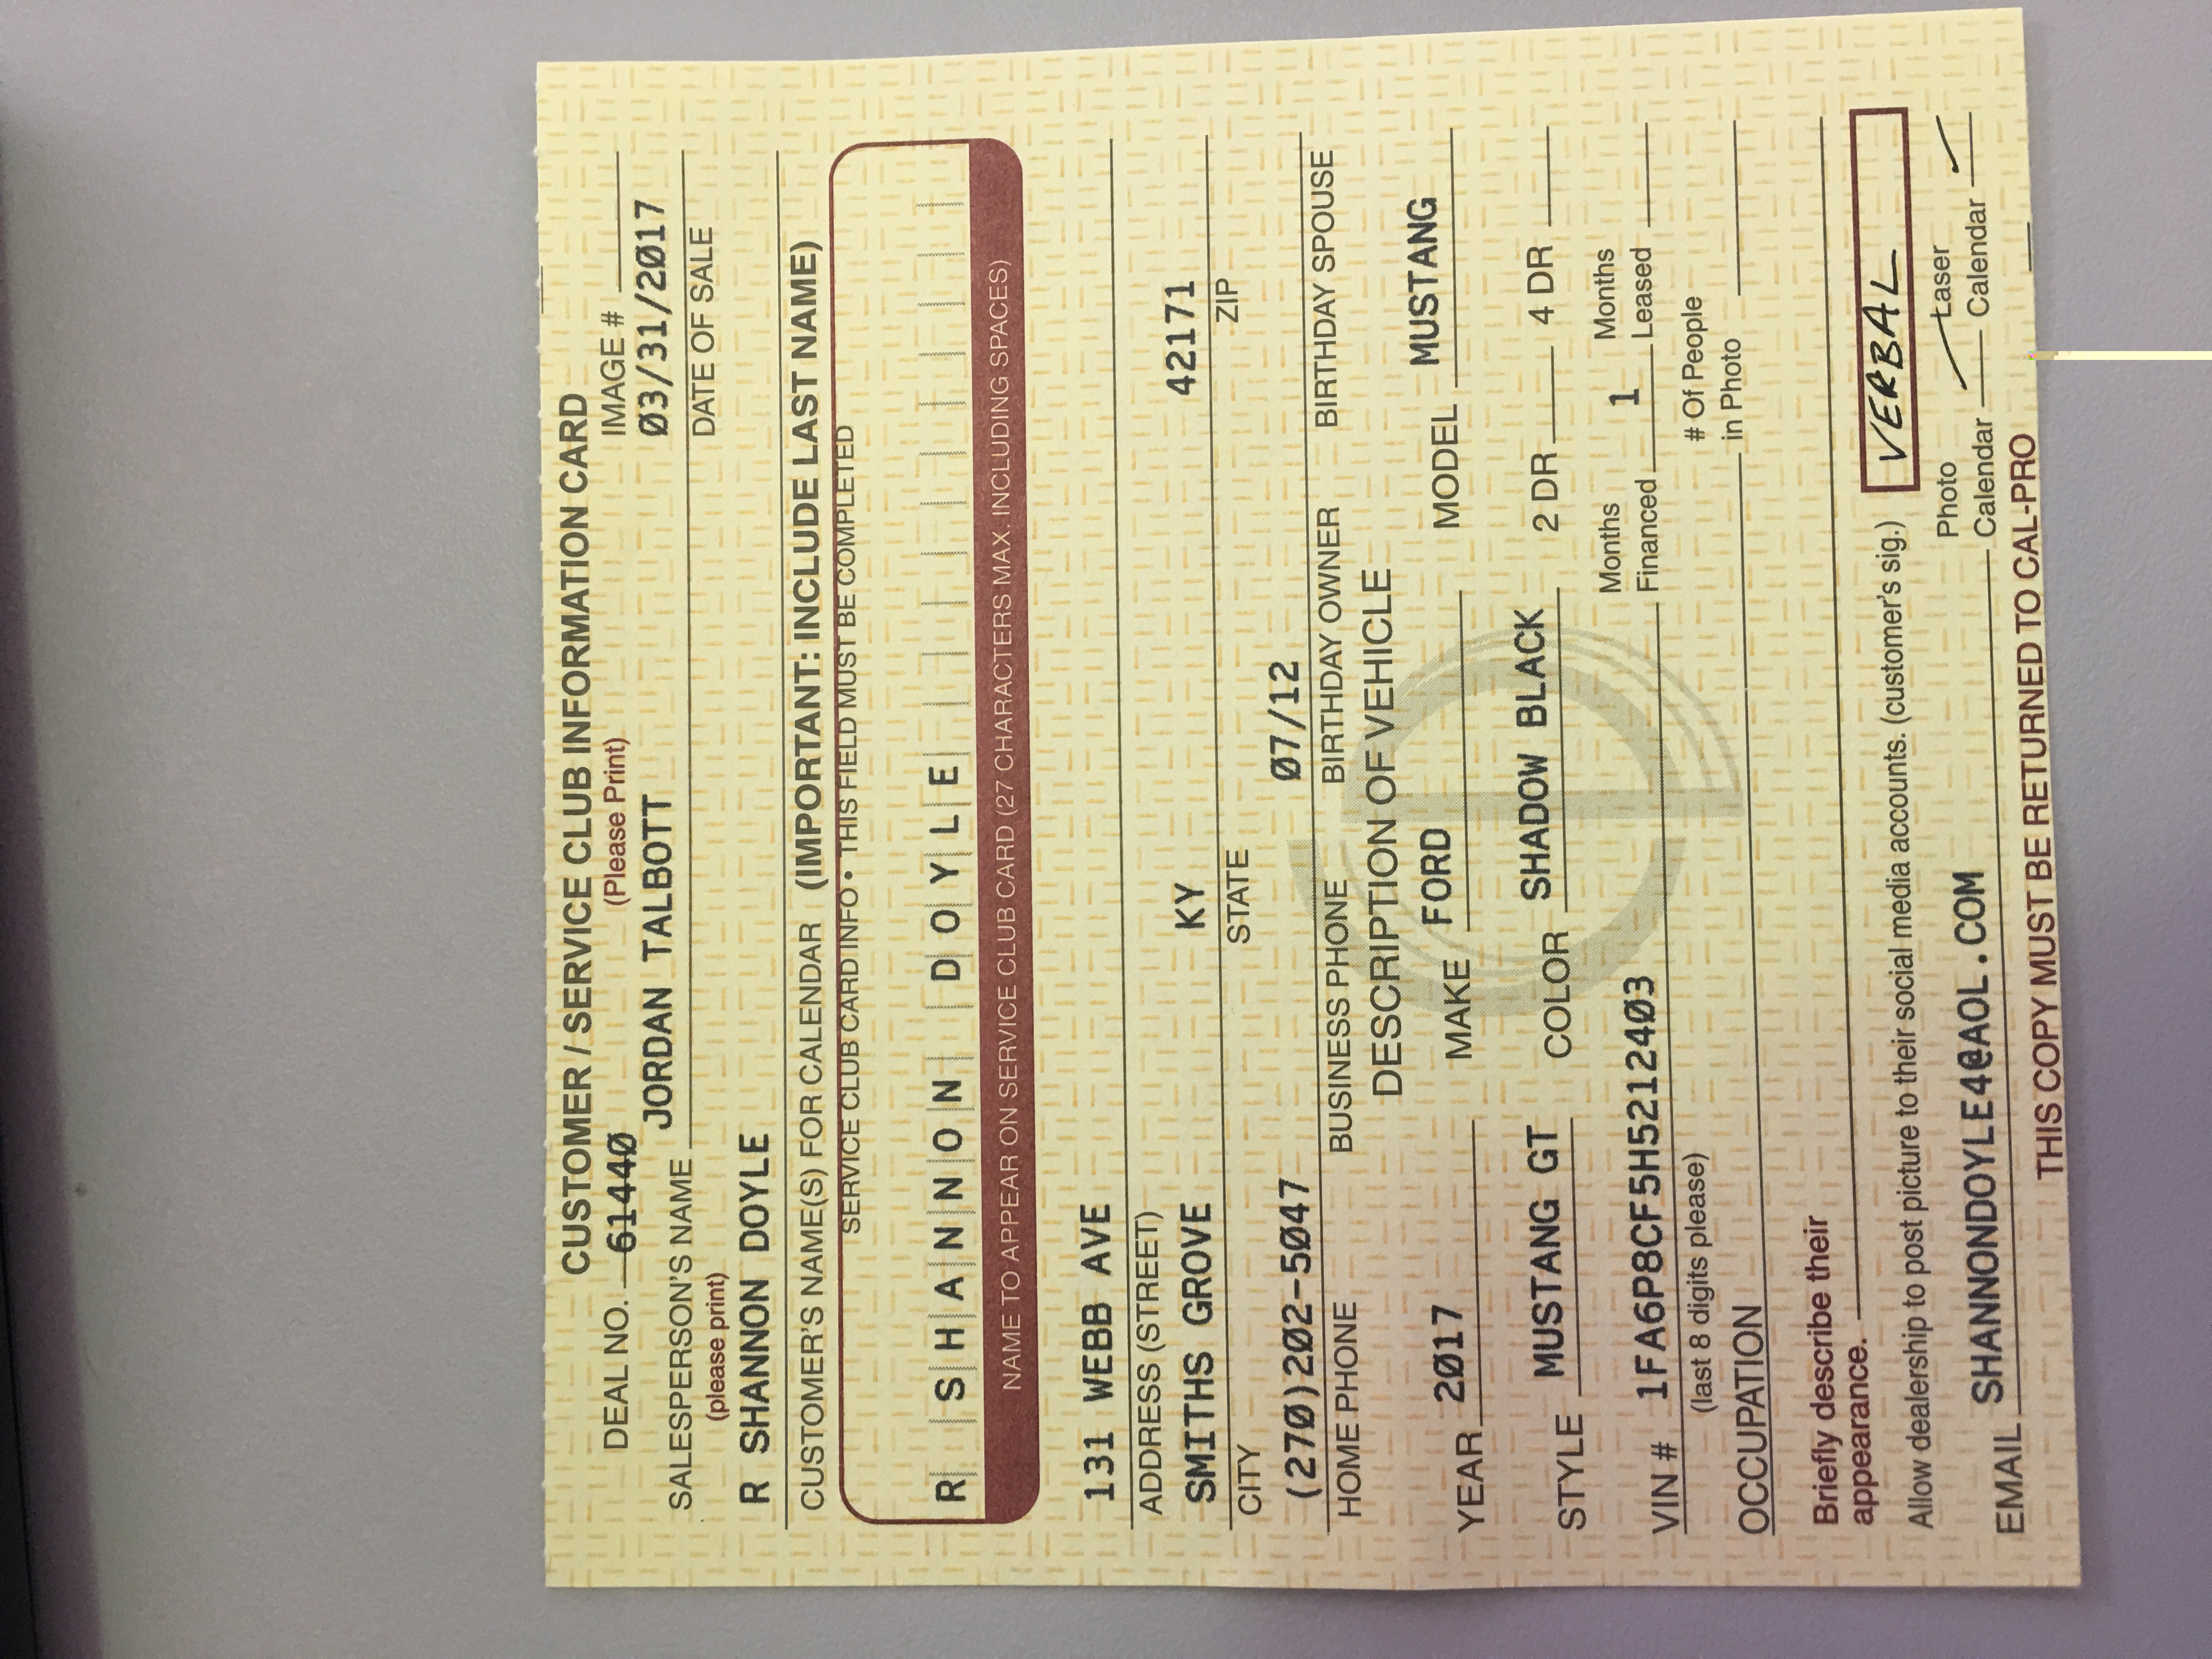 CUSTOMER / SERVICE CLUB INFORMATION CARD
(Please Print)
DEAL NO. 61440 IMAGE #
SALESPERSON'S NAME JORDAN TALBOTT 03/31/2017
(please print) DATE OF SALE
R SHANNON DOYLE
CUSTOMER'S NAME(S) FOR CALENDAR (IMPORTANT: INCLUDE LAST NAME)
SERVICE CLUB CARD INFO • THIS FIELD MUST BE COMPLETED
R SHANNON DOYLE
NAME TO APPEAR ON SERVICE CLUB CARD (27 CHARACTERS MAX. INCLUDING SPACES)
131 WEBB AVE
ADDRESS (STREET)
SMITHS GROVE KY 42171
CITY STATE ZIP
(270)202-5047 07/12
HOME PHONE BUSINESS PHONE BIRTHDAY OWNER BIRTHDAY SPOUSE
DESCRIPTION OF VEHICLE
YEAR 2017 MAKE FORD MODEL MUSTANG
STYLE MUSTANG GT COLOR SHADOW BLACK 2 DR 4 DR
VIN # 1FA6P8CF5H5212403 Months Financed 1 Months Leased
(last 8 digits please)
OCCUPATION # Of People in Photo
Briefly describe their
appearance.
Allow dealership to post picture to their social media accounts. (customer's sig.) VERBAL
EMAIL SHANNONDOYLE4@AOL.COM Photo Calendar Laser Calendar
THIS COPY MUST BE RETURNED TO CAL-PRO